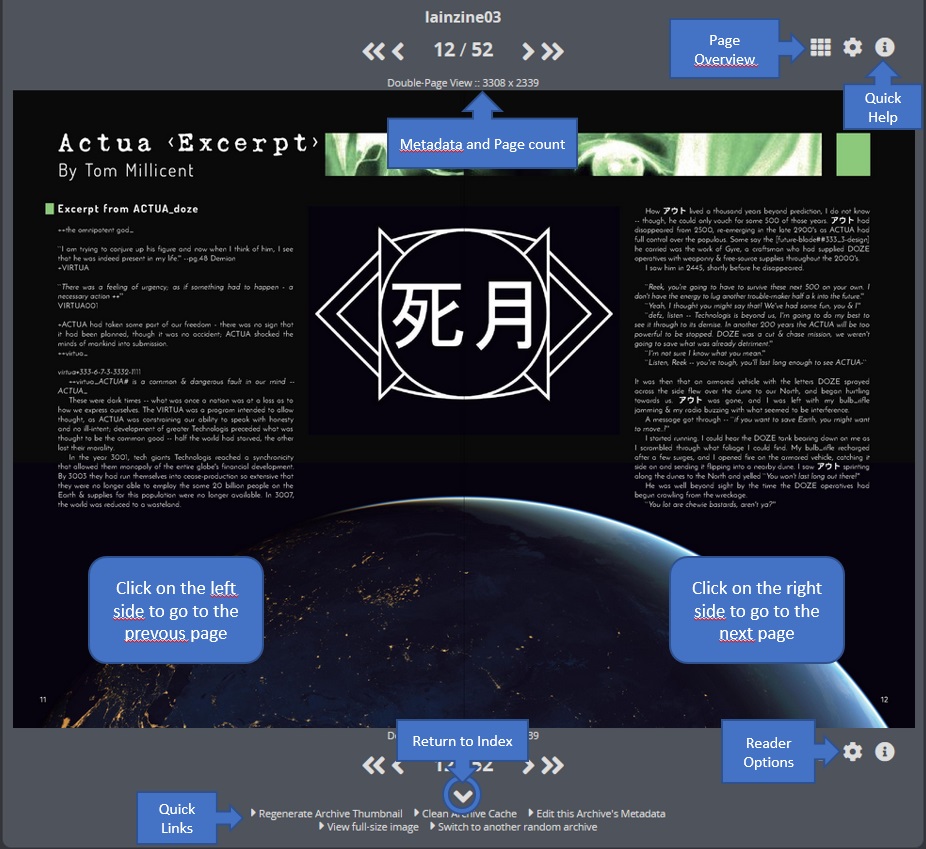 lainzine03
12 / 52
Page
Overview
Double-Page View :: 3308 x 2339
Quick
Help
Metadata and Page count
Actua ‹Excerpt›
By Tom Millicent
Excerpt from ACTUA_doze
++the omnipotent god_
"I am trying to conjure up his figure and now when I think of him, I see
that he was indeed present in my life." --pg.48 Demian
+VIRTUA
"There was a feeling of urgency; as if something had to happen - a
necessary action ++"
VIRTUA001
+ACTUA had taken some part of our freedom - there was no sign that
it had been planned, though it was no accident; ACTUA shocked the
minds of mankind into submission.
++virtua_
virtua+333-6-7-3-3332-1111
++virtua_ACTUA# is a common & dangerous fault in our mind --
ACTUA_
These were dark times -- what once a nation was at a loss as to
how we express ourselves. The VIRTUA was a program intended to allow
thought, as ACTUA was constraining our ability to speak with honesty
and no ill-intent; development of greater Technologis preceded what was
thought to be the common good -- half the world had starved, the other
lost their morality.
In the year 3001, tech giants Technologis reached a synchronicity
that allowed them monopoly of the entire globe's financial development.
By 3003 they had run themselves into cease-production so extensive that
they were no longer able to employ the some 20 billion people on the
Earth & supplies for this population were no longer available. In 3007,
the world was reduced to a wasteland.
死月
How アウト lived a thousand years beyond prediction, I do not know
-- though, he could only vouch for some 500 of those years. アウト had
disappeared from 2500, re-emerging in the late 2900's as ACTUA had
full control over the populous. Some say the [future-blade##333_3-design]
he carried was the work of Gyre, a craftsman who had supplied DOZE
operatives with weaponry & free-source supplies throughout the 2000's.
I saw him in 2445, shortly before he disappeared.
"Reek, you're going to have to survive these next 500 on your own. I
don't have the energy to lug another trouble-maker half a k into the future."
"Yeah, I thought you might say that! We've had some fun, you & I"
"defz, listen -- Technologis is beyond us, I'm going to do my best to
see it through to its demise. In another 200 years the ACTUA will be too
powerful to be stopped. DOZE was a cut & chase mission, we weren't
going to save what was already detriment."
"I'm not sure I know what you mean."
"Listen, Reek -- you're tough, you'll last long enough to see ACTUA-"
It was then that an armored vehicle with the letters DOZE sprayed
across the side flew over the dune to our North, and began hurtling
towards us. アウト was gone, and I was left with my bulb_rifle
jamming & my radio buzzing with what seemed to be interference.
A message got through -- "if you want to save Earth, you might want
to move..!"
I started running. I could hear the DOZE tank bearing down on me as
I scrambled through what foliage I could find. My bulb_rifle recharged
after a few surges, and I opened fire on the armored vehicle, catching it
side on and sending it flipping into a nearby dune. I saw アウト sprinting
along the dunes to the North and yelled "You won't last long out there!"
He was well beyond sight by the time the DOZE operatives had
begun crawling from the wreckage.
"You lot are chewie bastards, aren't ya?"
Click on the left
side to go to the
prevous page
Click on the right
side to go to the
next page
11
12
Return to Index
Reader
Options
Quick
Links
Regenerate Archive Thumbnail Clean Archive Cache Edit this Archive's Metadata
View full-size image Switch to another random archive